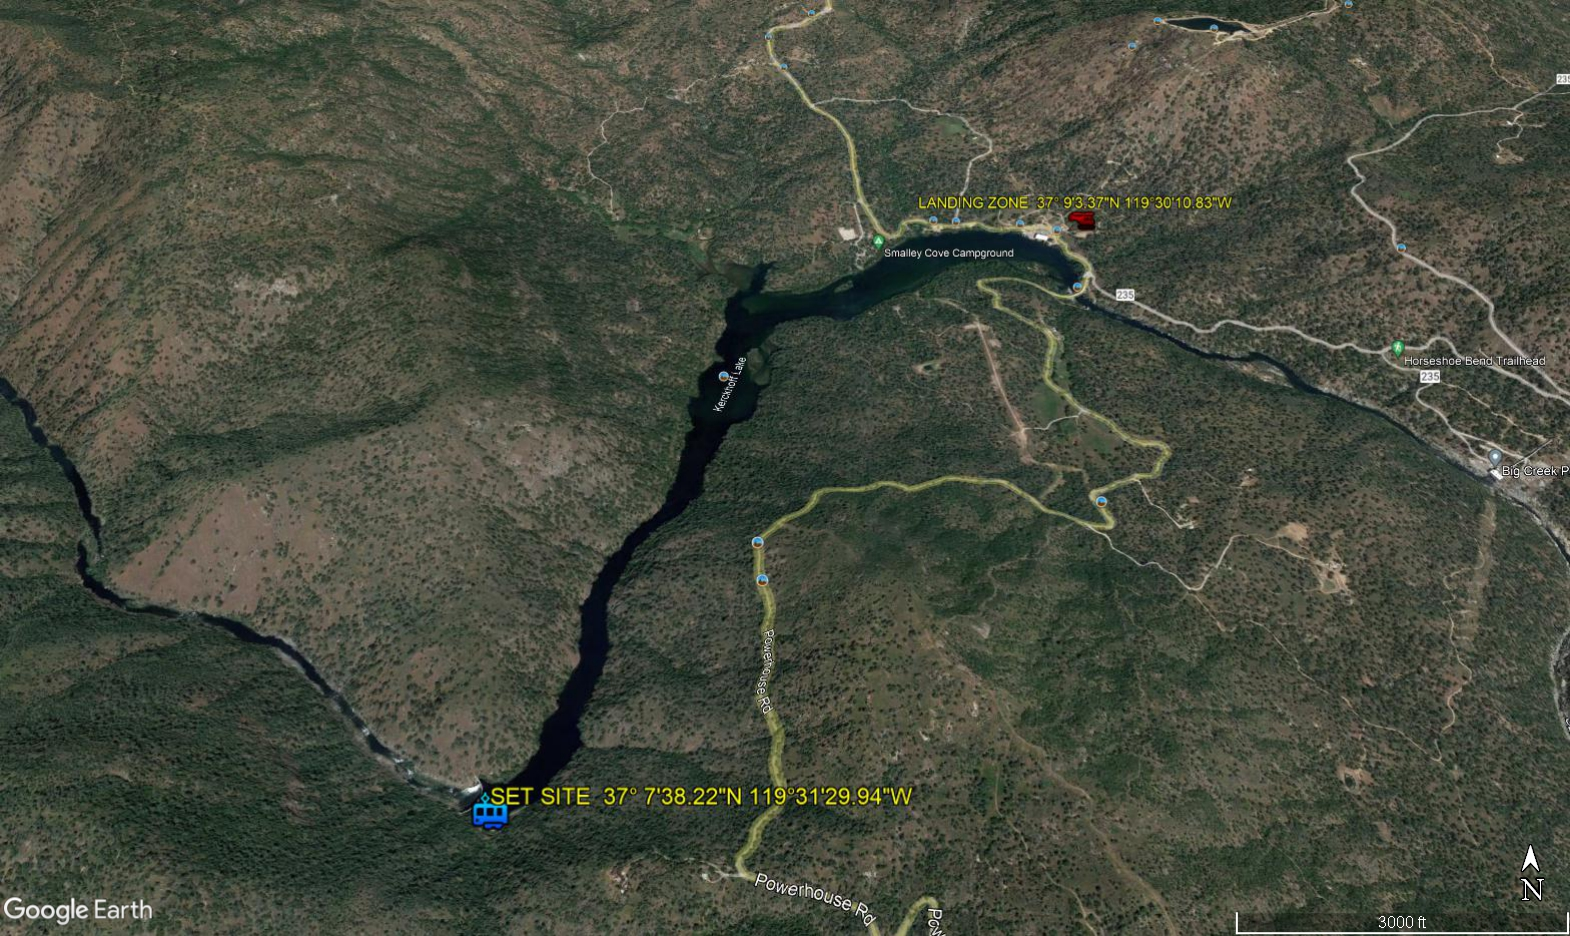 235
LANDING ZONE 37° 9'3.37"N 119°30'10.83"W
Smalley Cove Campground
235
Horseshoe Bend Trailhead
235
Kerckhoff Lake
Big Creek P
Powerhouse Rd
SET SITE 37° 7'38.22"N 119°31'29.94"W
Powerhouse Rd
Pow
N
Google Earth
3000 ft